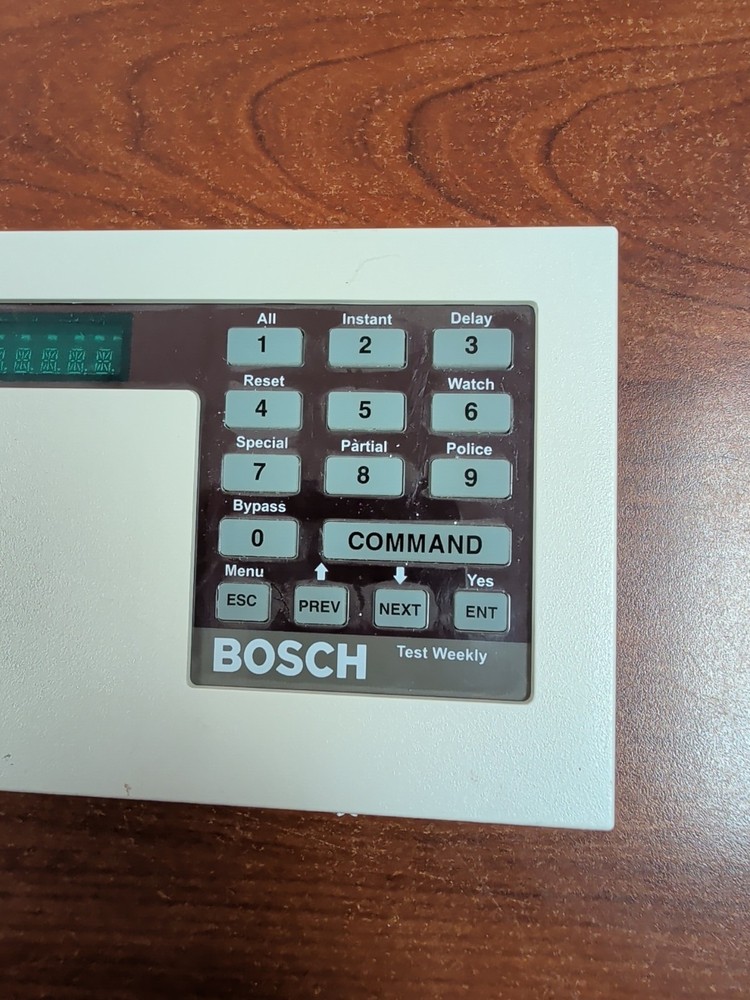 All Instant Delay
1 2 3
Reset Watch
4 5 6
Special Partial Police
7 8 9
Bypass
0 COMMAND
Menu Yes
ESC PREV NEXT ENT
BOSCH Test Weekly